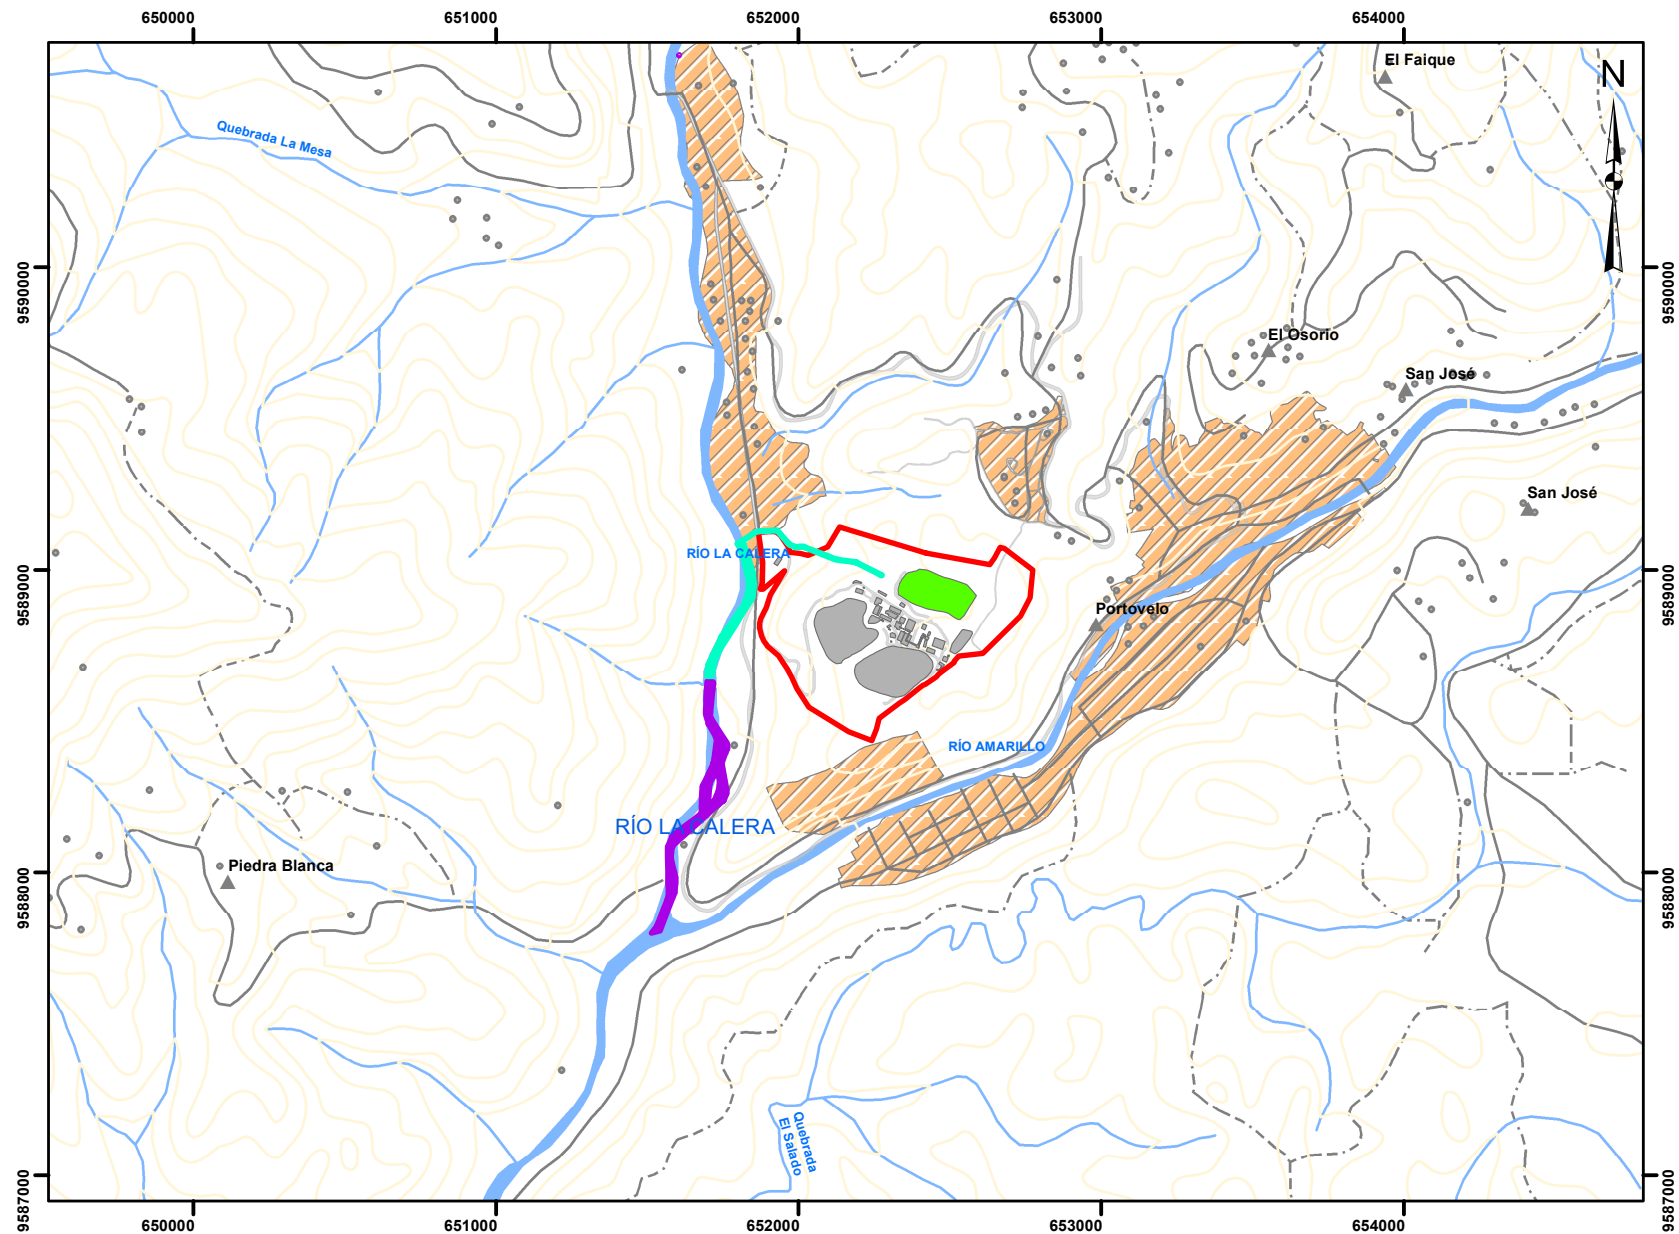 650000
651000
652000
653000
654000
El Faique
N
Quebrada La Mesa
9590000
9590000
El Osorio
San José
San José
RÍO LA CALERA
9589000
9589000
Portovelo
RÍO AMARILLO
RÍO LA CALERA
Piedra Blanca
9588000
9588000
Quebrada
El Salado
9587000
9587000
650000
651000
652000
653000
654000